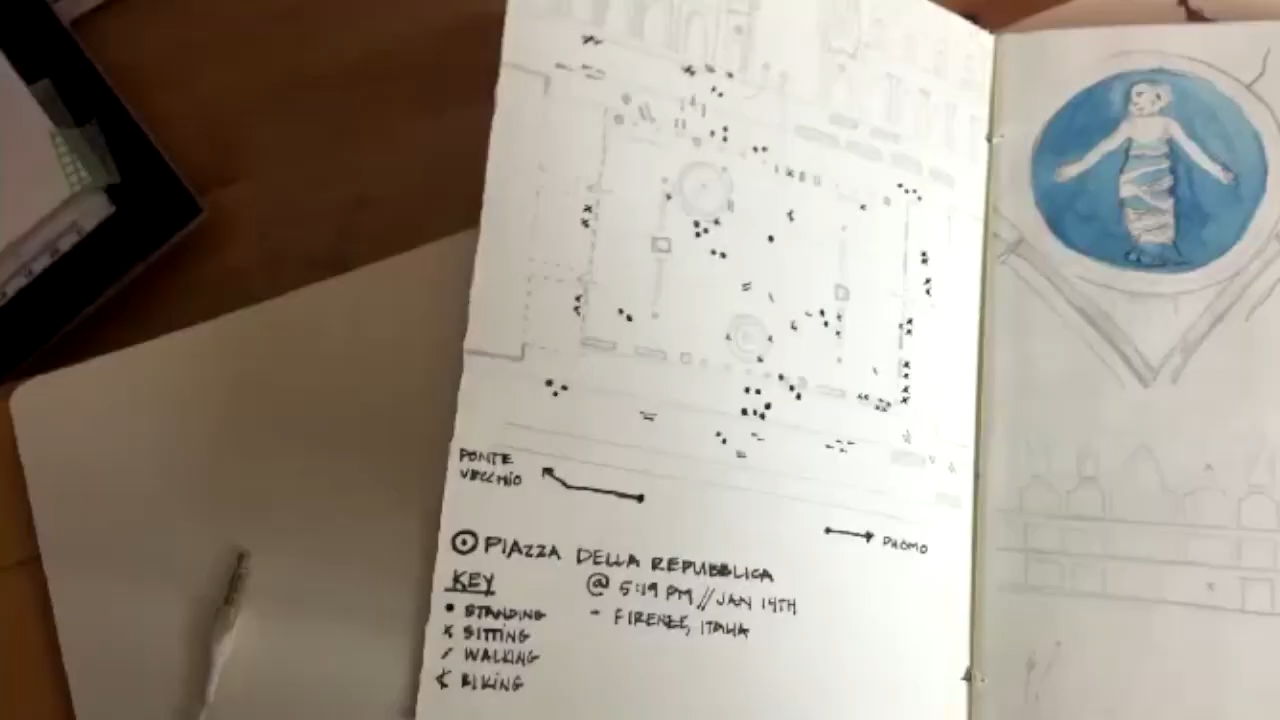 PONTE
VECCHIO
DUOMO
PIAZZA DELLA REPUBBLICA
@ 5:19 PM // JAN 14TH
- FIRENZE, ITALIA
KEY
• STANDING
x SITTING
/ WALKING
BIKING